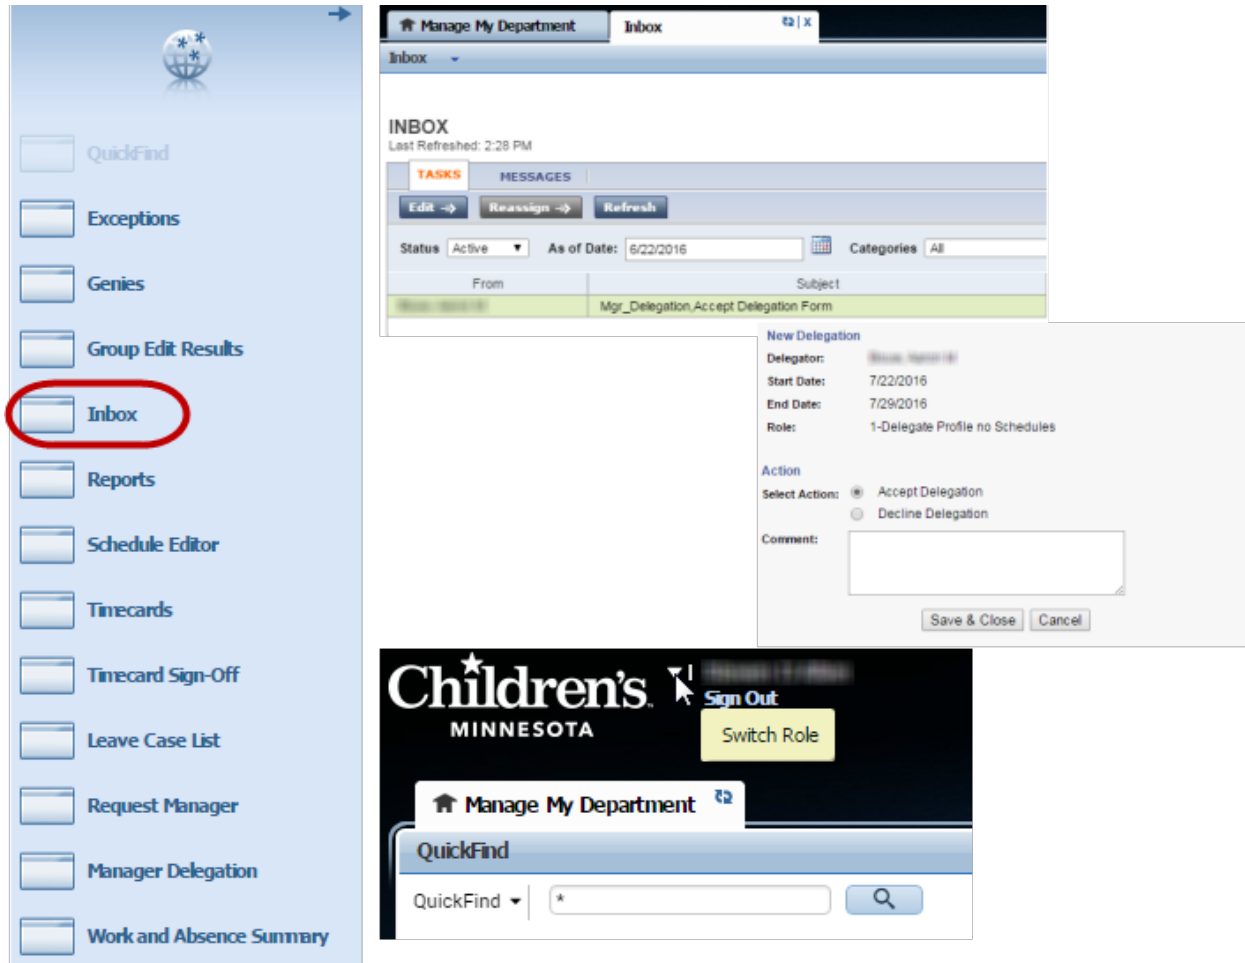 QuickFind
Exceptions
Genies
Group Edit Results
Inbox
Reports
Schedule Editor
Timecards
Timecard Sign-Off
Leave Case List
Request Manager
Manager Delegation
Work and Absence Summary
Manage My Department Inbox x
Inbox
INBOX
Last Refreshed: 2:28 PM
TASKS MESSAGES
Edit Reassign Refresh
Status Active As of Date: 6/22/2016 Categories All
From Subject
Mgr_Delegation,Accept Delegation Form
New Delegation
Delegator:
Start Date: 7/22/2016
End Date: 7/29/2016
Role: 1-Delegate Profile no Schedules
Action
Select Action: Accept Delegation
Decline Delegation
Comment:
Save & Close Cancel
Children's
MINNESOTA
Sign Out
Switch Role
Manage My Department
QuickFind
QuickFind *